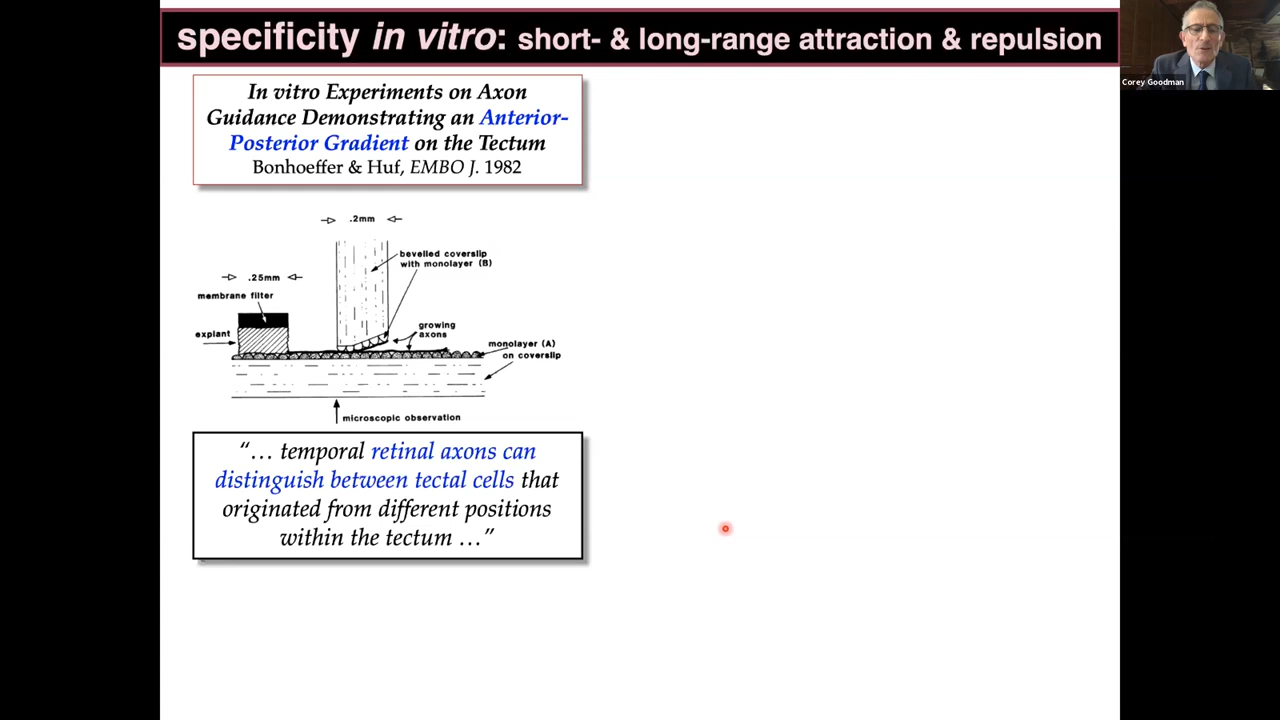 specificity in vitro: short- & long-range attraction & repulsion
Corey Goodman
In vitro Experiments on Axon
Guidance Demonstrating an Anterior-
Posterior Gradient on the Tectum
Bonhoeffer & Huf, EMBO J. 1982
.2mm
bevelled coverslip
with monolayer (B)
.25mm
membrane filter
explant
growing
axons
monolayer (A)
on coverslip
microscopic observation
“… temporal retinal axons can
distinguish between tectal cells that
originated from different positions
within the tectum …”